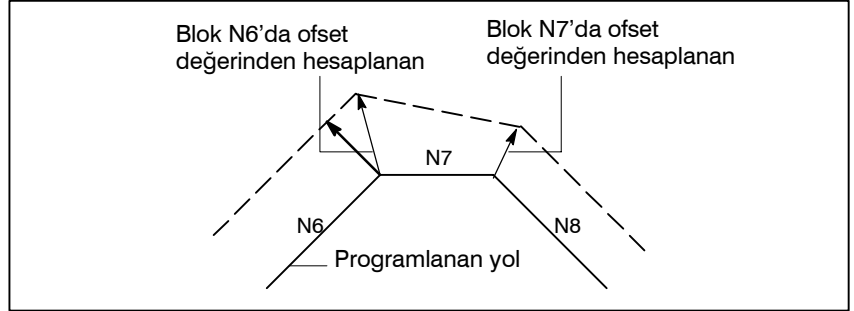 Blok N6’da ofset
değerinden hesaplanan
Blok N7’da ofset
değerinden hesaplanan
N7
N6
N8
Programlanan yol